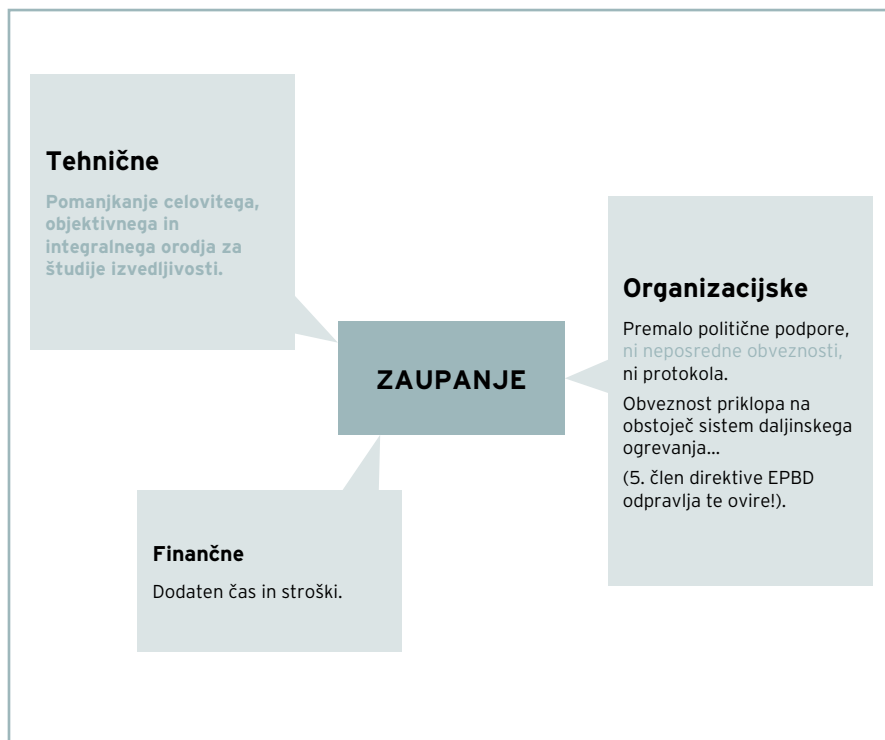 Tehnične
Pomanjkanje celovitega,
objektivnega in
integralnega orodja za
študije izvedljivosti.
ZAUPANJE
Organizacijske
Premalo politične podpore,
ni neposredne obveznosti,
ni protokola.
Obveznost priklopa na
obstoječ sistem daljinskega
ogrevanja...
(5. člen direktive EPBD
odpravlja te ovire!).
Finančne
Dodaten čas in stroški.